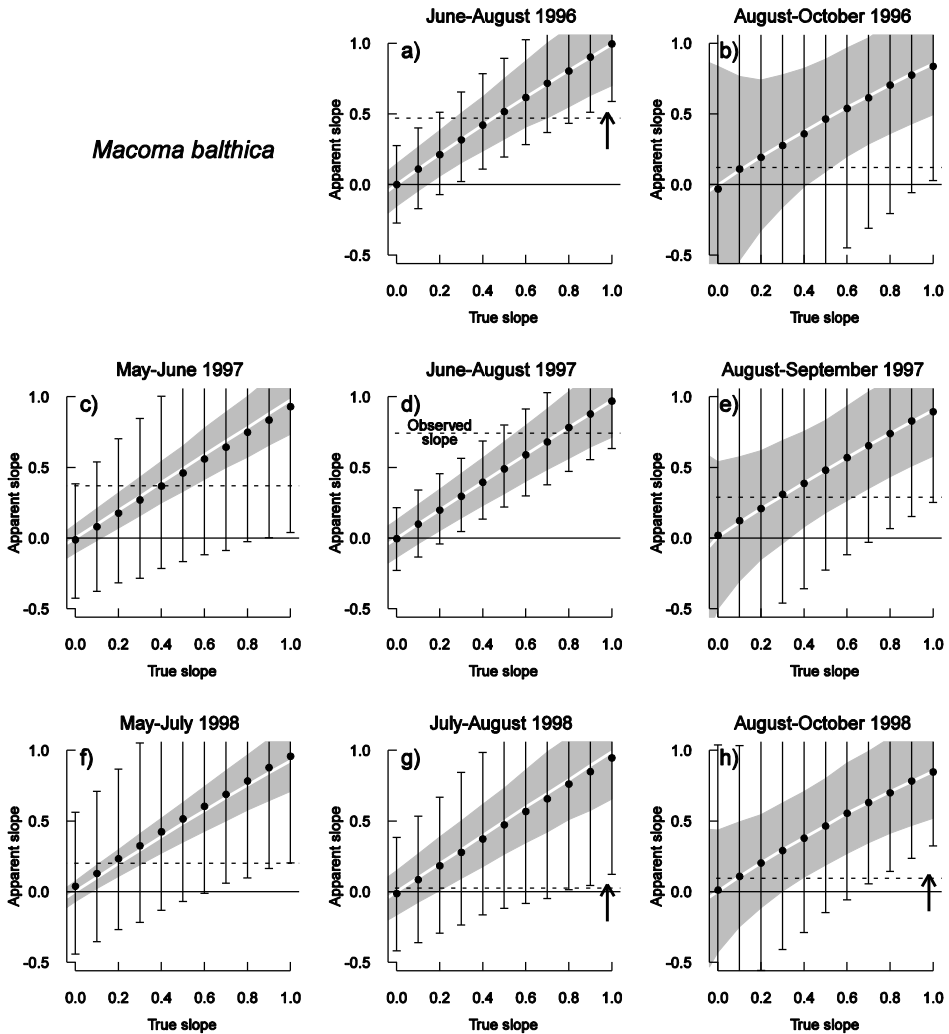 Macoma balthica
June-August 1996
a)
1.0
0.5
0.0
-0.5
Apparent slope
0.0 0.2 0.4 0.6 0.8 1.0
True slope
August-October 1996
b)
1.0
0.5
0.0
-0.5
Apparent slope
0.0 0.2 0.4 0.6 0.8 1.0
True slope
May-June 1997
c)
1.0
0.5
0.0
-0.5
Apparent slope
0.0 0.2 0.4 0.6 0.8 1.0
True slope
June-August 1997
d)
Observed
slope
1.0
0.5
0.0
-0.5
Apparent slope
0.0 0.2 0.4 0.6 0.8 1.0
True slope
August-September 1997
e)
1.0
0.5
0.0
-0.5
Apparent slope
0.0 0.2 0.4 0.6 0.8 1.0
True slope
May-July 1998
f)
1.0
0.5
0.0
-0.5
Apparent slope
0.0 0.2 0.4 0.6 0.8 1.0
True slope
July-August 1998
g)
1.0
0.5
0.0
-0.5
Apparent slope
0.0 0.2 0.4 0.6 0.8 1.0
True slope
August-October 1998
h)
1.0
0.5
0.0
-0.5
Apparent slope
0.0 0.2 0.4 0.6 0.8 1.0
True slope